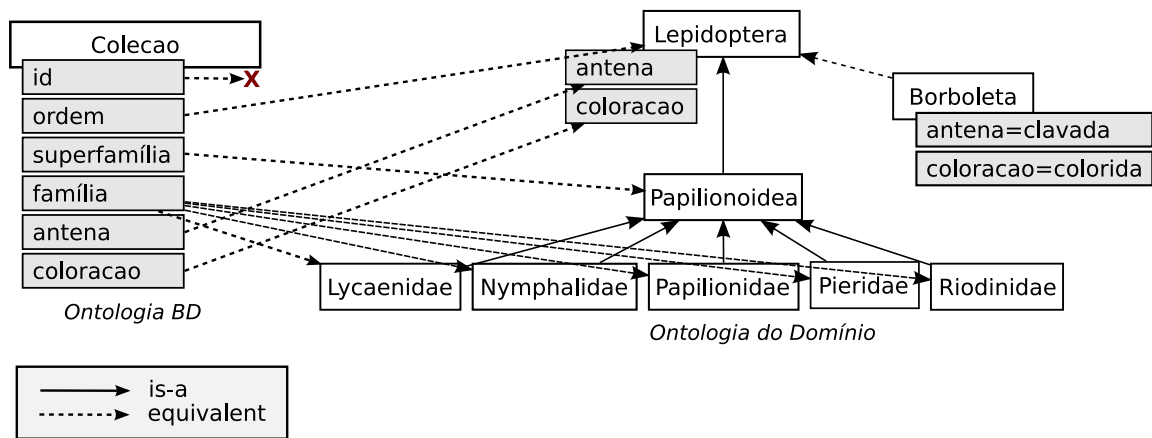 Colecao
id
X
ordem
superfamília
família
antena
coloracao
Ontologia BD
Lepidoptera
antena
coloracao
Borboleta
antena=clavada
coloracao=colorida
Papilionoidea
Lycaenidae
Nymphalidae
Papilionidae
Pieridae
Riodinidae
Ontologia do Domínio
is-a
equivalent